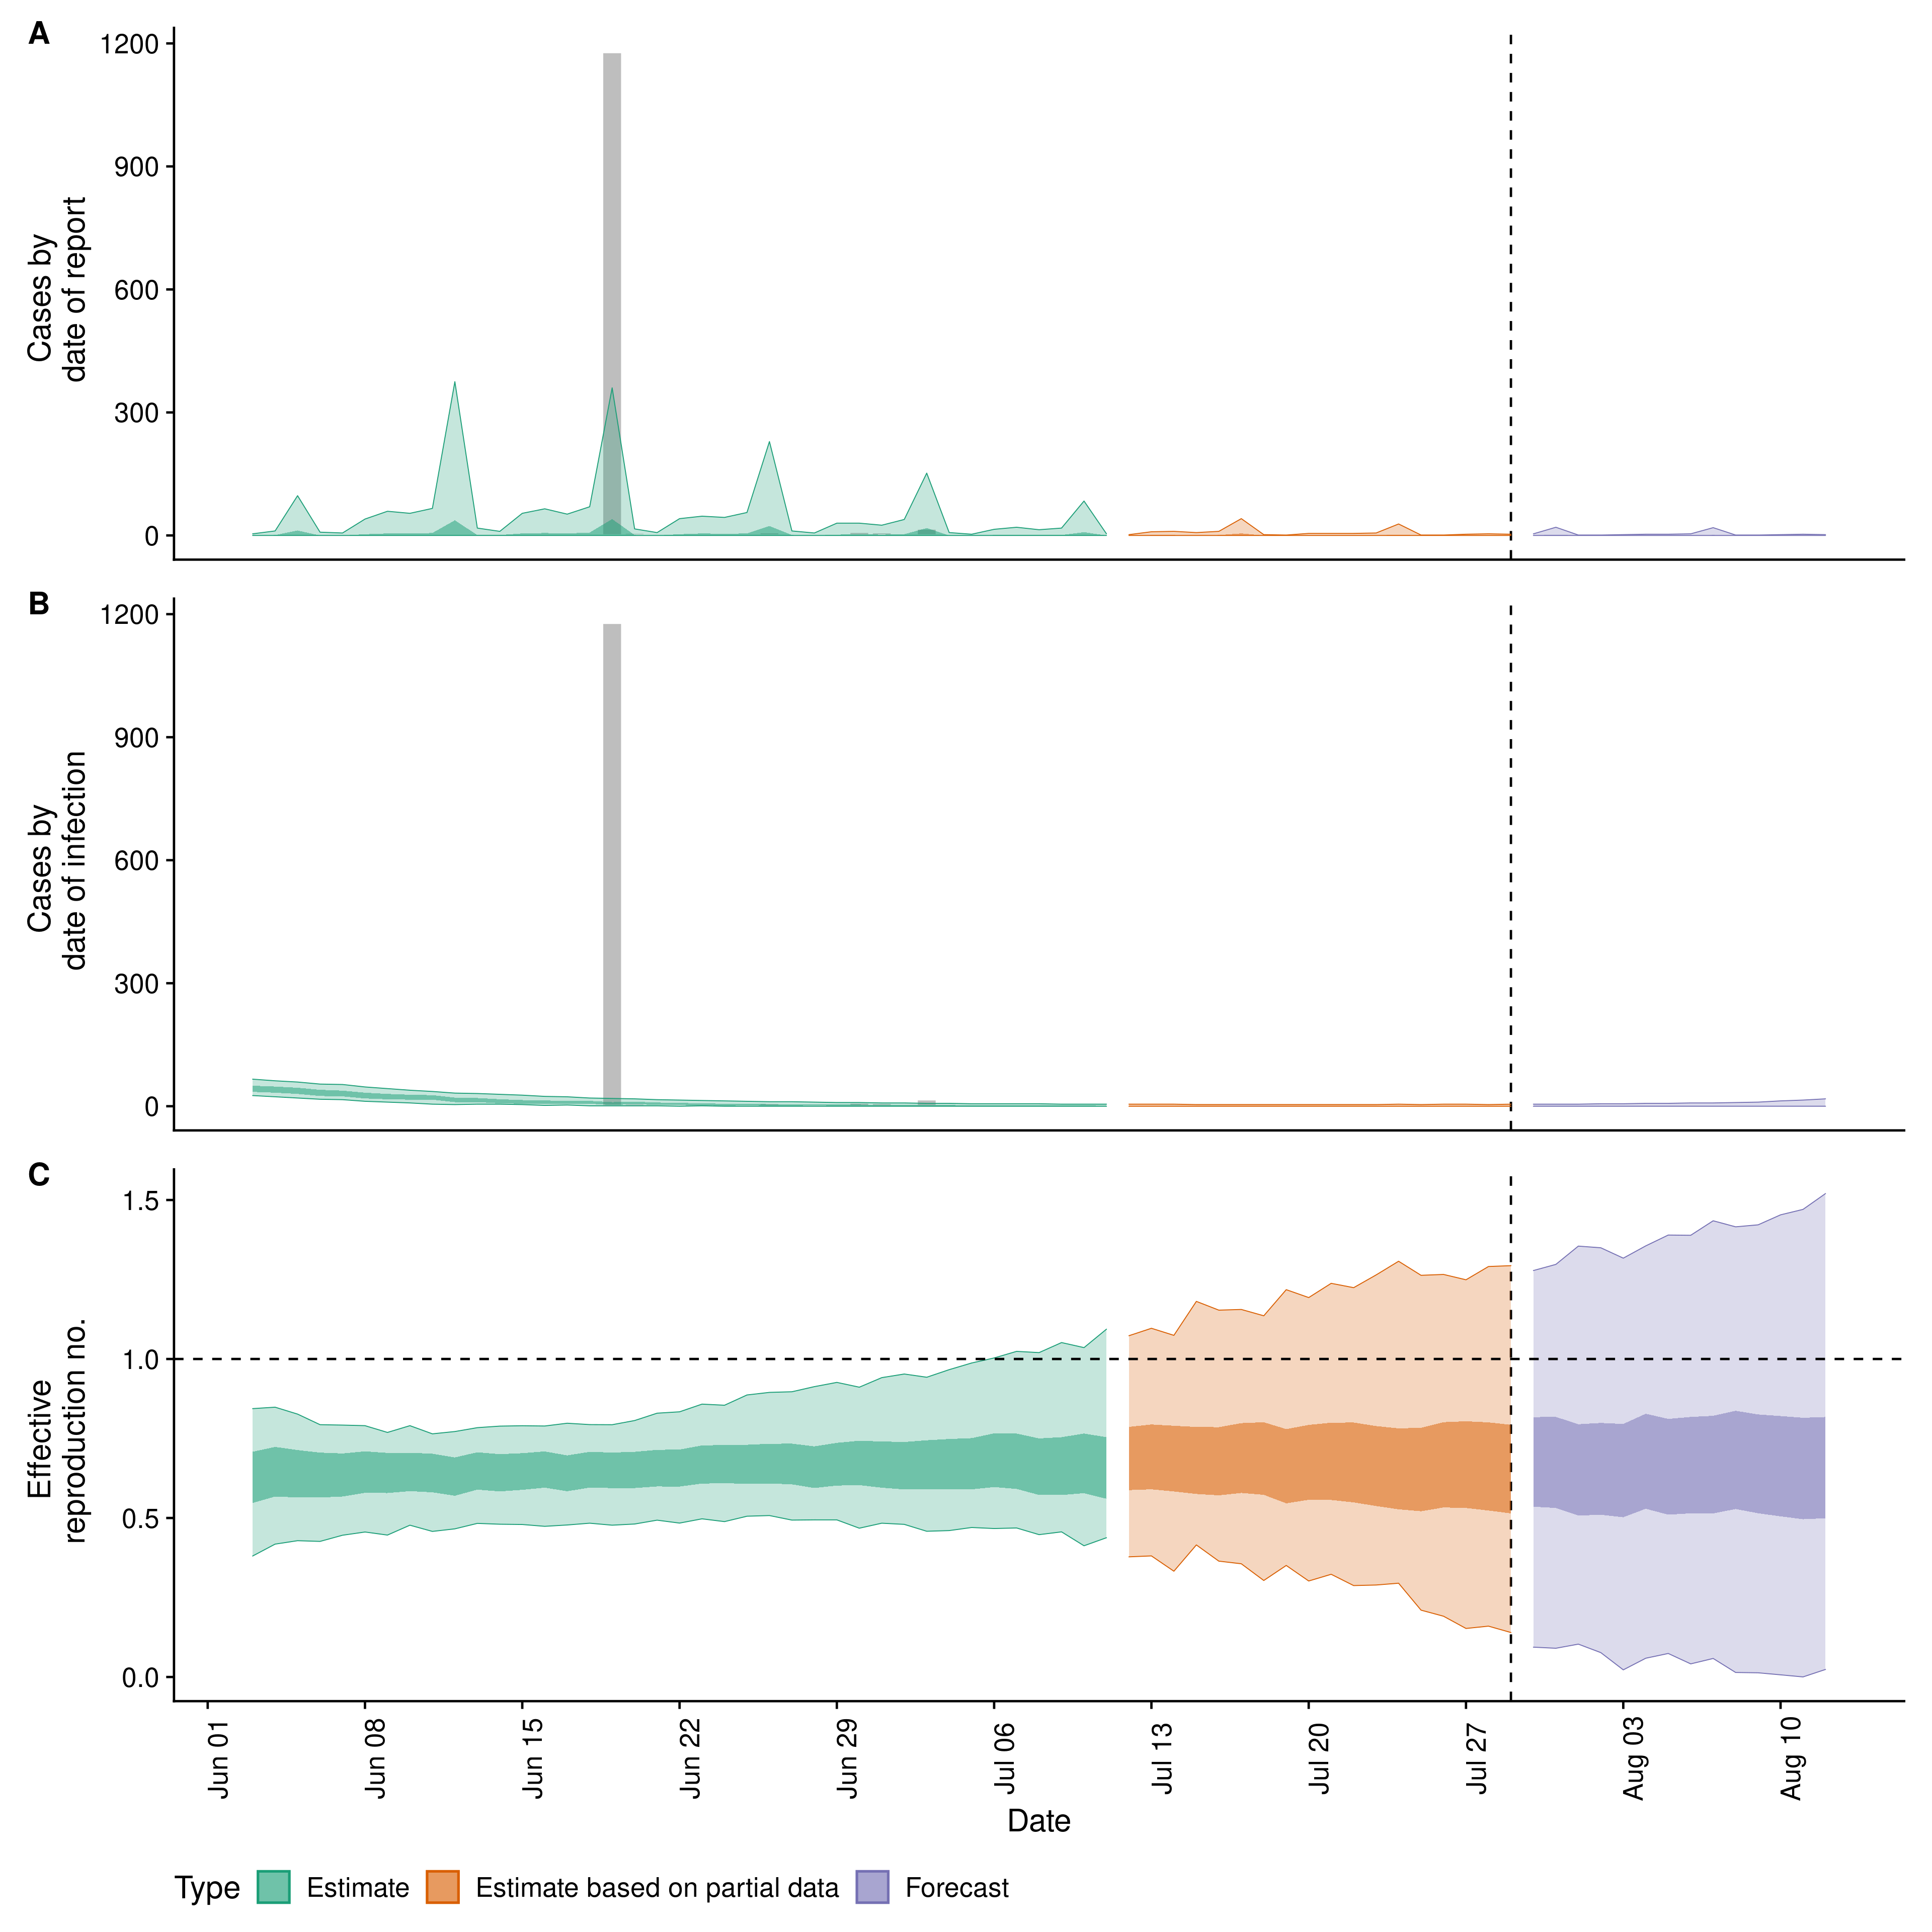 A
1200
900
600
300
0
Cases by
date of report
B
1200
900
600
300
0
Cases by
date of infection
C
1.5
1.0
0.5
0.0
Effective
reproduction no.
Jun 01
Jun 08
Jun 15
Jun 22
Jun 29
Jul 06
Jul 13
Jul 20
Jul 27
Aug 03
Aug 10
Date
Type Estimate Estimate based on partial data Forecast